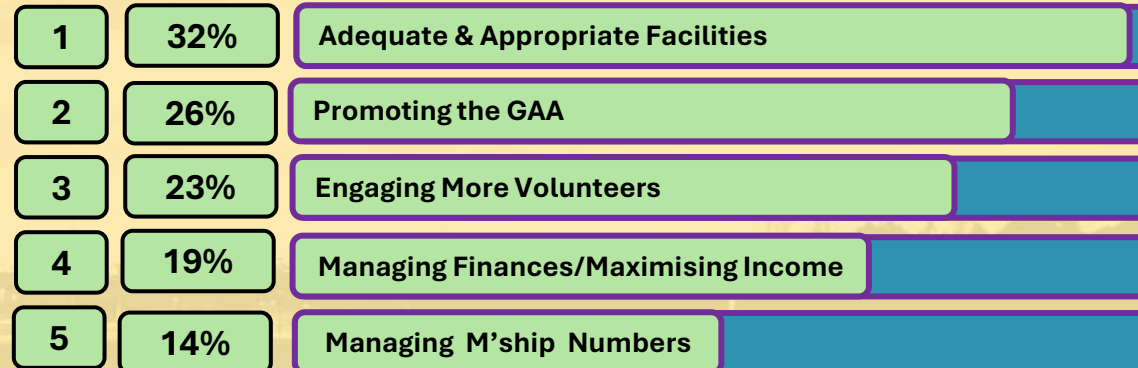 1 32% Adequate & Appropriate Facilities
2 26% Promoting the GAA
3 23% Engaging More Volunteers
4 19% Managing Finances/Maximising Income
5 14% Managing M'ship Numbers